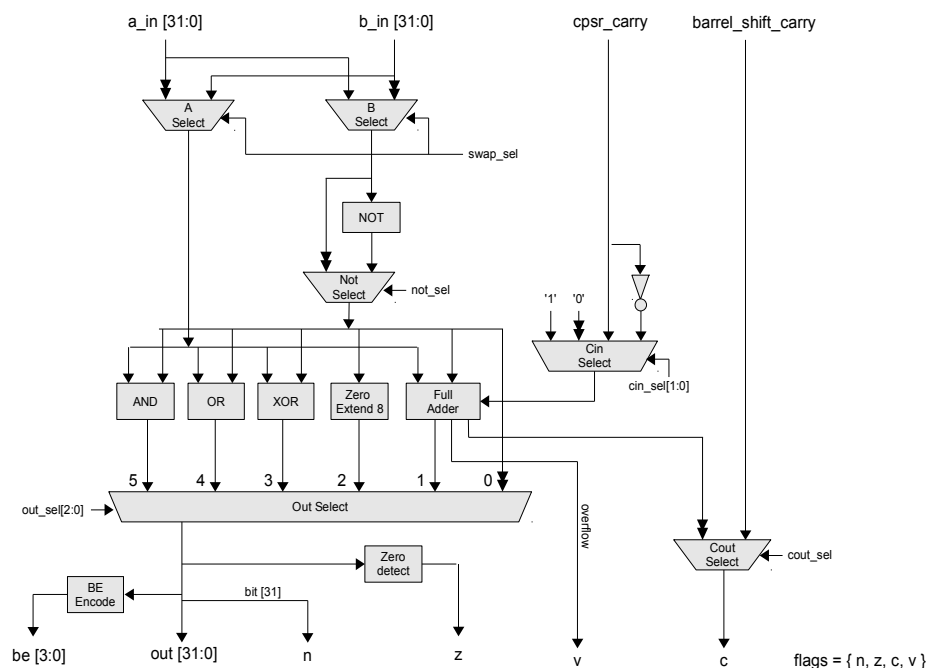 a_in [31:0]
b_in [31:0]
cpsr_carry
barrel_shift_carry
A
Select
B
Select
swap_sel
NOT
Not
Select
not_sel
'1'
'0'
Cin
Select
cin_sel[1:0]
AND
OR
XOR
Zero
Extend 8
Full
Adder
5
4
3
2
1
0
out_sel[2:0]
Out Select
overflow
Cout
Select
cout_sel
Zero
detect
BE
Encode
bit [31]
be [3:0]
out [31:0]
n
z
v
c
flags = { n, z, c, v }